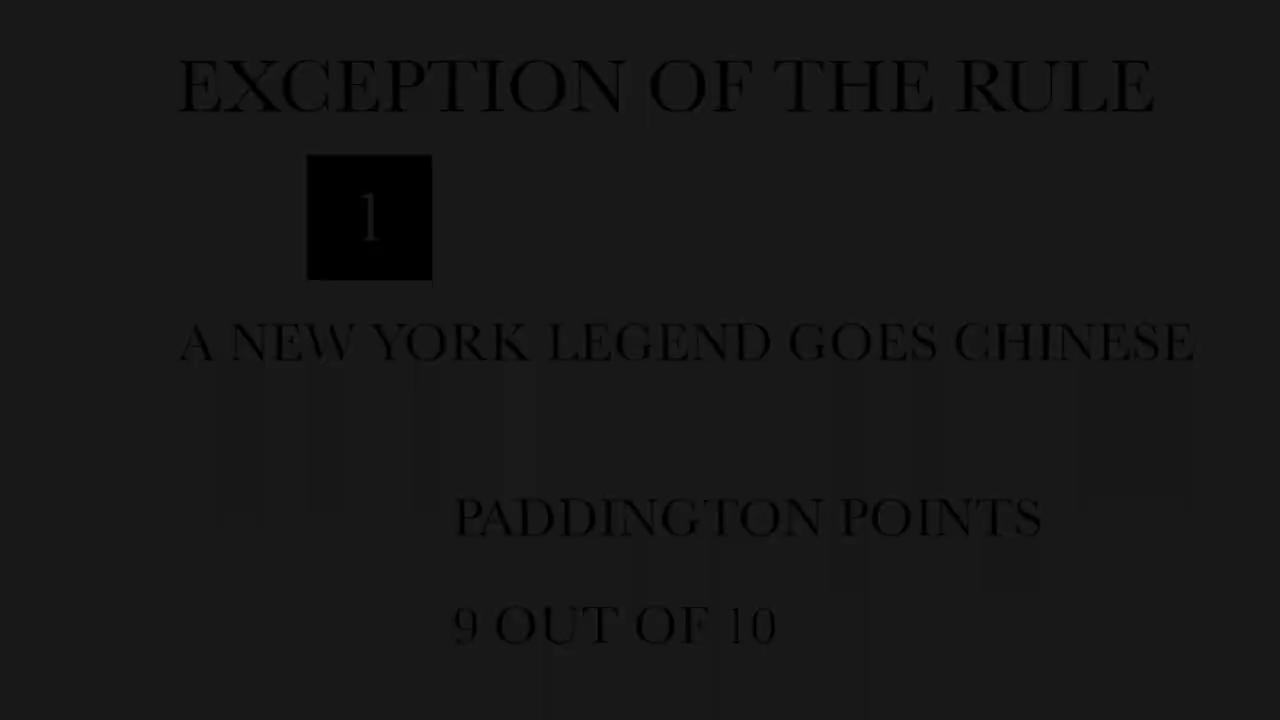 EXCEPTION OF THE RULE
1
A NEW YORK LEGEND GOES CHINESE
PADDINGTON POINTS
9 OUT OF 10